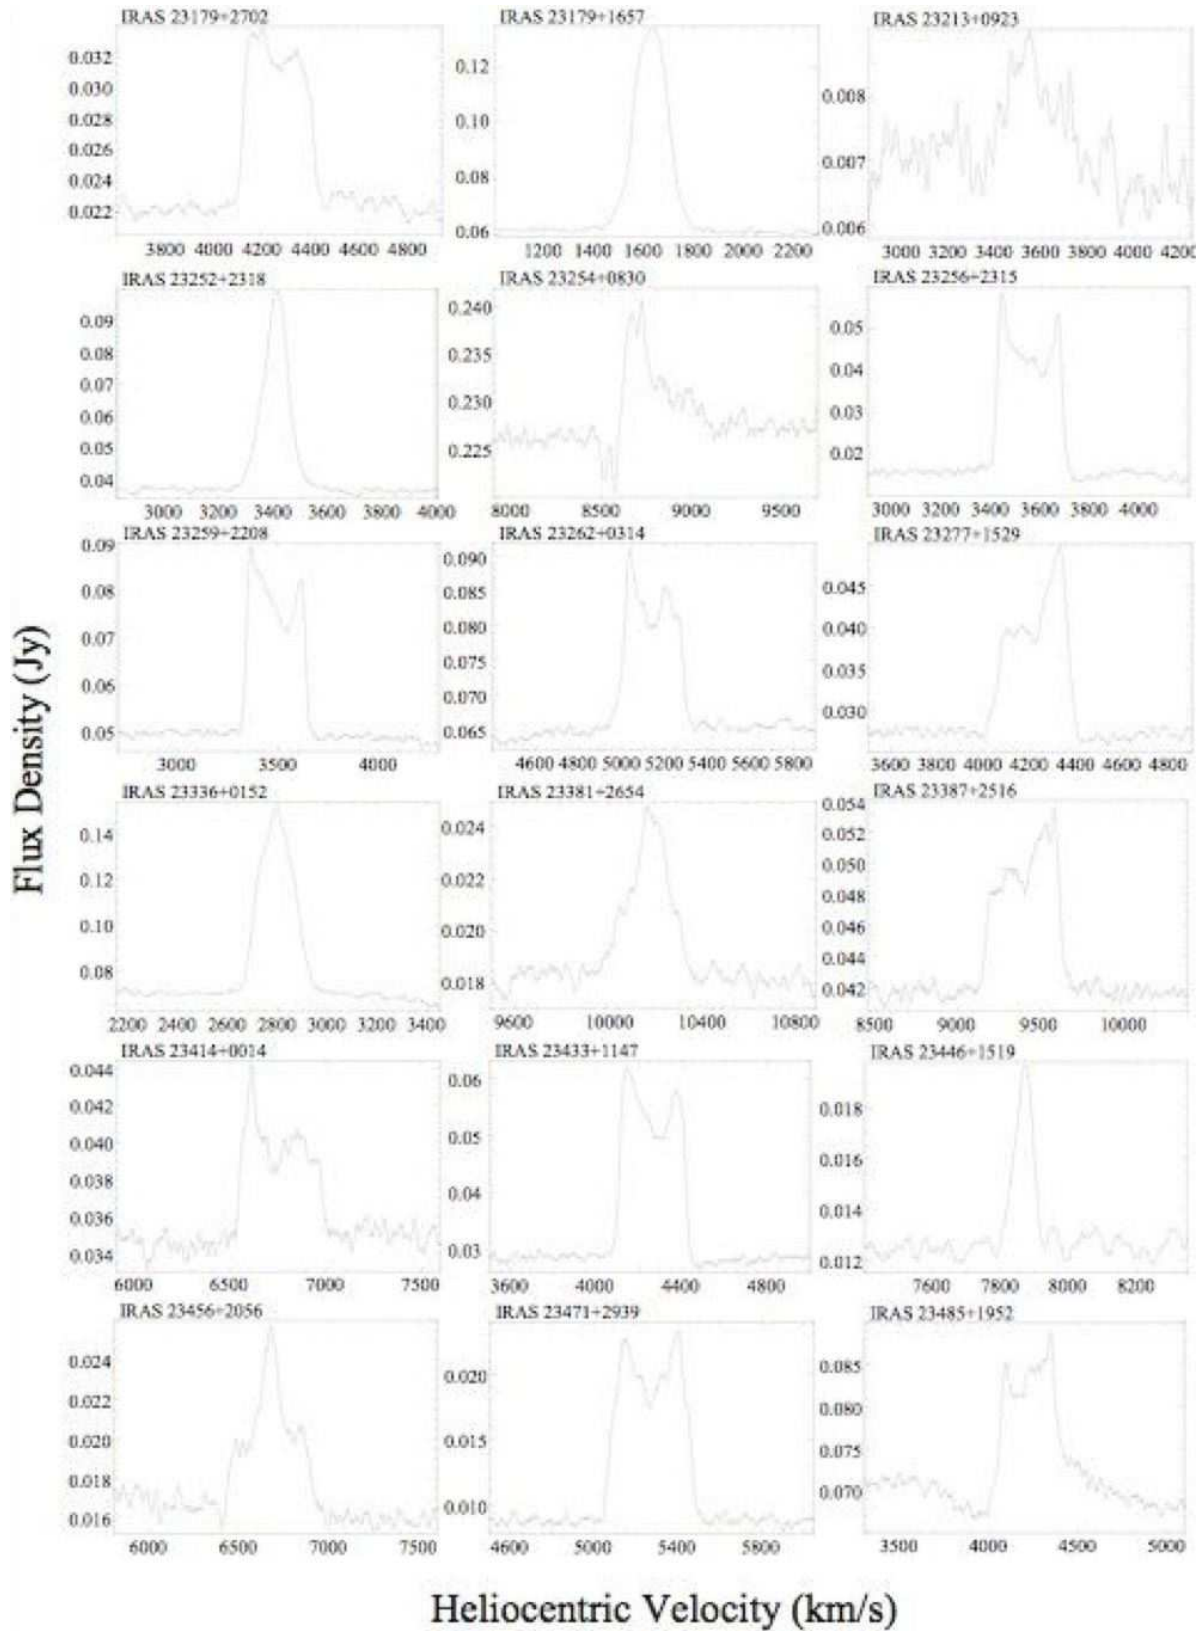 IRAS 23179+2702
0.032
0.030
0.028
0.026
0.024
0.022
3800 4000 4200 4400 4600 4800
IRAS 23179+1657
0.12
0.10
0.08
0.06
1200 1400 1600 1800 2000 2200
IRAS 23213+0923
0.008
0.007
0.006
3000 3200 3400 3600 3800 4000 4200
IRAS 23252+2318
0.09
0.08
0.07
0.06
0.05
0.04
3000 3200 3400 3600 3800 4000
IRAS 23254+0830
0.240
0.235
0.230
0.225
8000 8500 9000 9500
IRAS 23256+2315
0.05
0.04
0.03
0.02
3000 3200 3400 3600 3800 4000
IRAS 23259+2208
0.09
0.08
0.07
0.06
0.05
3000 3500 4000
IRAS 23262+0314
0.090
0.085
0.080
0.075
0.070
0.065
4600 4800 5000 5200 5400 5600 5800
IRAS 23277+1529
0.045
0.040
0.035
0.030
3600 3800 4000 4200 4400 4600 4800
IRAS 23336+0152
0.14
0.12
0.10
0.08
2200 2400 2600 2800 3000 3200 3400
IRAS 23381+2654
0.024
0.022
0.020
0.018
9600 10000 10400 10800
IRAS 23387+2516
0.054
0.052
0.050
0.048
0.046
0.044
0.042
8500 9000 9500 10000
IRAS 23414+0014
0.044
0.042
0.040
0.038
0.036
0.034
6000 6500 7000 7500
IRAS 23433+1147
0.06
0.05
0.04
0.03
3600 4000 4400 4800
IRAS 23446+1519
0.018
0.016
0.014
0.012
7600 7800 8000 8200
IRAS 23456+2056
0.024
0.022
0.020
0.018
0.016
6000 6500 7000 7500
IRAS 23471+2939
0.020
0.015
0.010
4600 5000 5400 5800
IRAS 23485+1952
0.085
0.080
0.075
0.070
3500 4000 4500 5000
Flux Density (Jy)
Heliocentric Velocity (km/s)